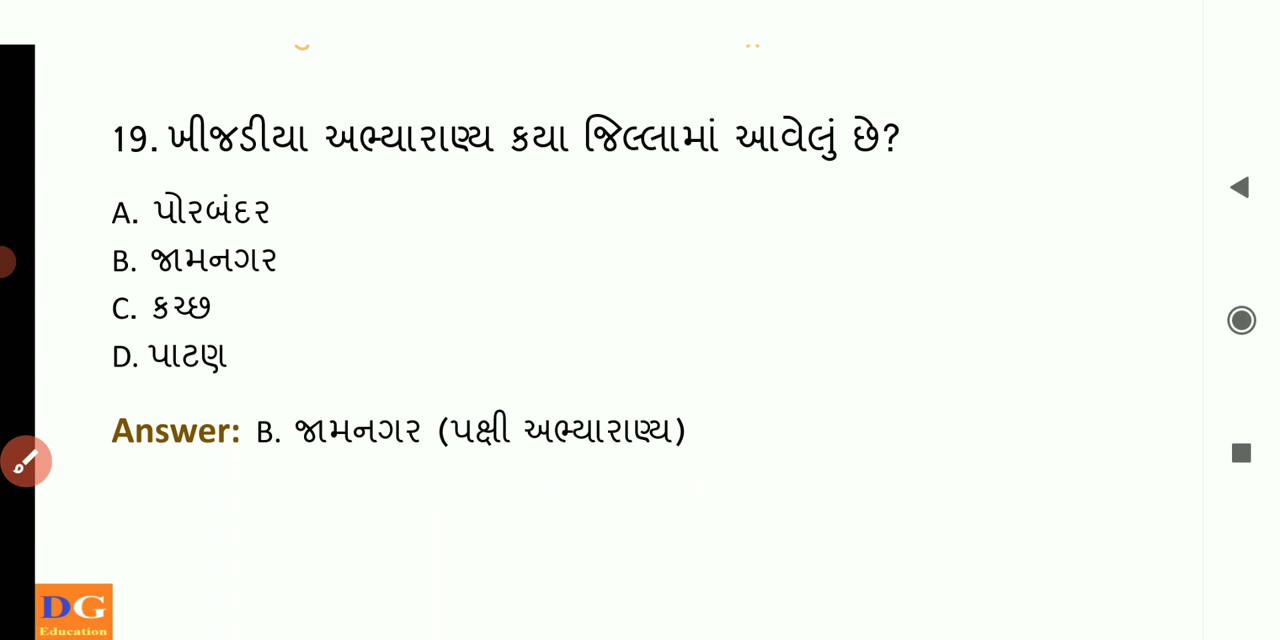 19. ખીજડીયા અભ્યારાણ્ય કયા જિલ્લામાં આવેલું છે?
A. પોરબંદર
B. જામનગર
C. કચ્છ
D. પાટણ
Answer: B. જામનગર (પક્ષી અભ્યારાણ્ય)
DG
Education